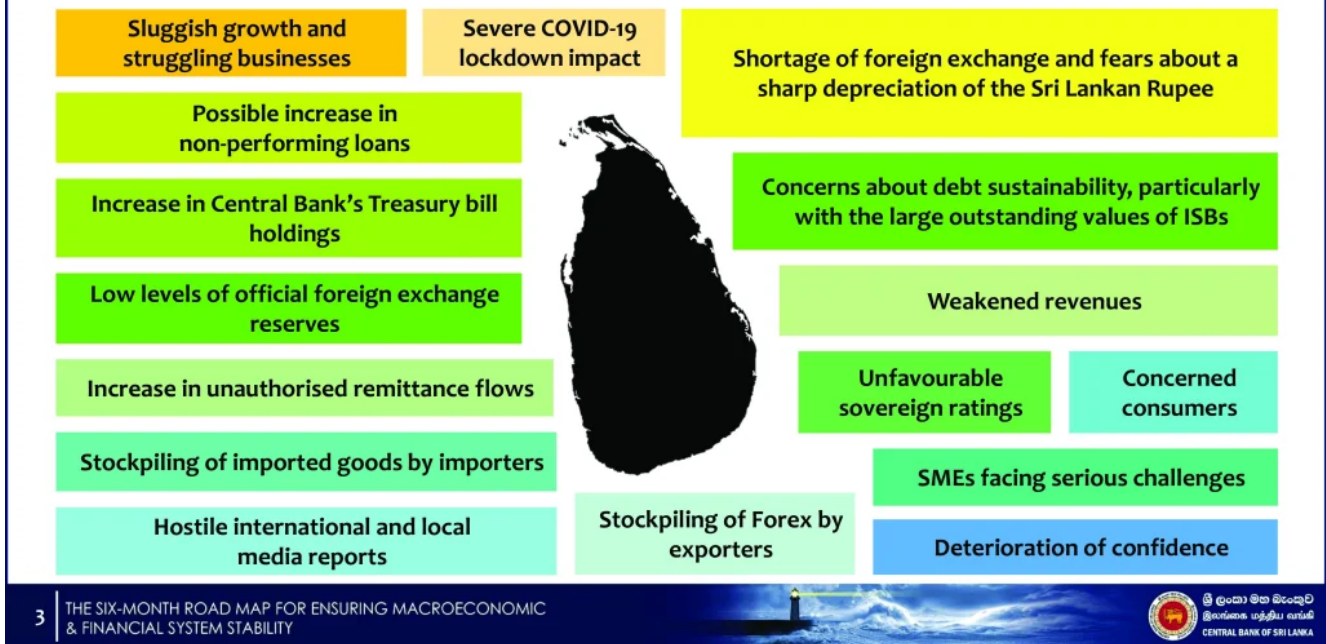 Sluggish growth and
struggling businesses
Severe COVID-19
lockdown impact
Shortage of foreign exchange and fears about a
sharp depreciation of the Sri Lankan Rupee
Possible increase in
non-performing loans
Concerns about debt sustainability, particularly
with the large outstanding values of ISBs
Increase in Central Bank's Treasury bill
holdings
Low levels of official foreign exchange
reserves
Weakened revenues
Increase in unauthorised remittance flows
Unfavourable
sovereign ratings
Concerned
consumers
Stockpiling of imported goods by importers
SMEs facing serious challenges
Hostile international and local
media reports
Stockpiling of Forex by
exporters
Deterioration of confidence
3
THE SIX-MONTH ROAD MAP FOR ENSURING MACROECONOMIC
& FINANCIAL SYSTEM STABILITY
ශ්‍රී ලංකා මහ බැංකුව
இலங்கை மத்திய வங்கி
CENTRAL BANK OF SRI LANKA